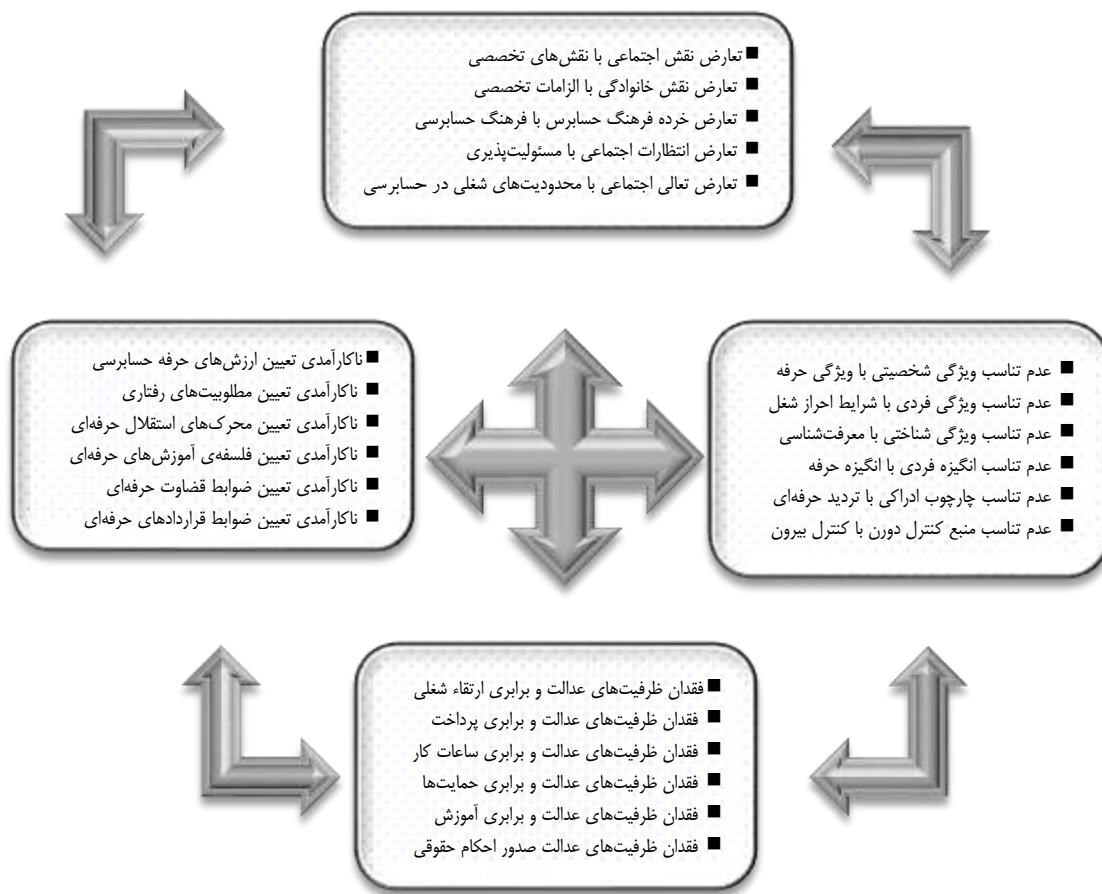 ■ تعارض نقش اجتماعی با نقش‌های تخصصی
■ تعارض نقش خانوادگی با الزامات تخصصی
■ تعارض خرده فرهنگ حسابرس با فرهنگ حسابرسی
■ تعارض انتظارات اجتماعی با مسئولیت‌پذیری
■ تعارض تعالی اجتماعی با محدودیت‌های شغلی در حسابرسی
■ عدم تناسب ویژگی شخصیتی با ویژگی حرفه
■ عدم تناسب ویژگی فردی با شرایط احراز شغل
■ عدم تناسب ویژگی شناختی با معرفت‌شناسی
■ عدم تناسب انگیزه فردی با انگیزه حرفه
■ عدم تناسب چارچوب ادراکی با تردید حرفه‌ای
■ عدم تناسب منبع کنترل دورن با کنترل بیرون
■ ناکارآمدی تعیین ارزش‌های حرفه حسابرسی
■ ناکارآمدی تعیین مطلوبیت‌های رفتاری
■ ناکارآمدی تعیین محرک‌های استقلال حرفه‌ای
■ ناکارآمدی تعیین فلسفه‌ی آموزش‌های حرفه‌ای
■ ناکارآمدی تعیین ضوابط قضاوت حرفه‌ای
■ ناکارآمدی تعیین ضوابط قراردادهای حرفه‌ای
■ فقدان ظرفیت‌های عدالت و برابری ارتقاء شغلی
■ فقدان ظرفیت‌های عدالت و برابری پرداخت
■ فقدان ظرفیت‌های عدالت و برابری ساعات کار
■ فقدان ظرفیت‌های عدالت و برابری حمایت‌ها
■ فقدان ظرفیت‌های عدالت و برابری آموزش
■ فقدان ظرفیت‌های عدالت صدور احکام حقوقی